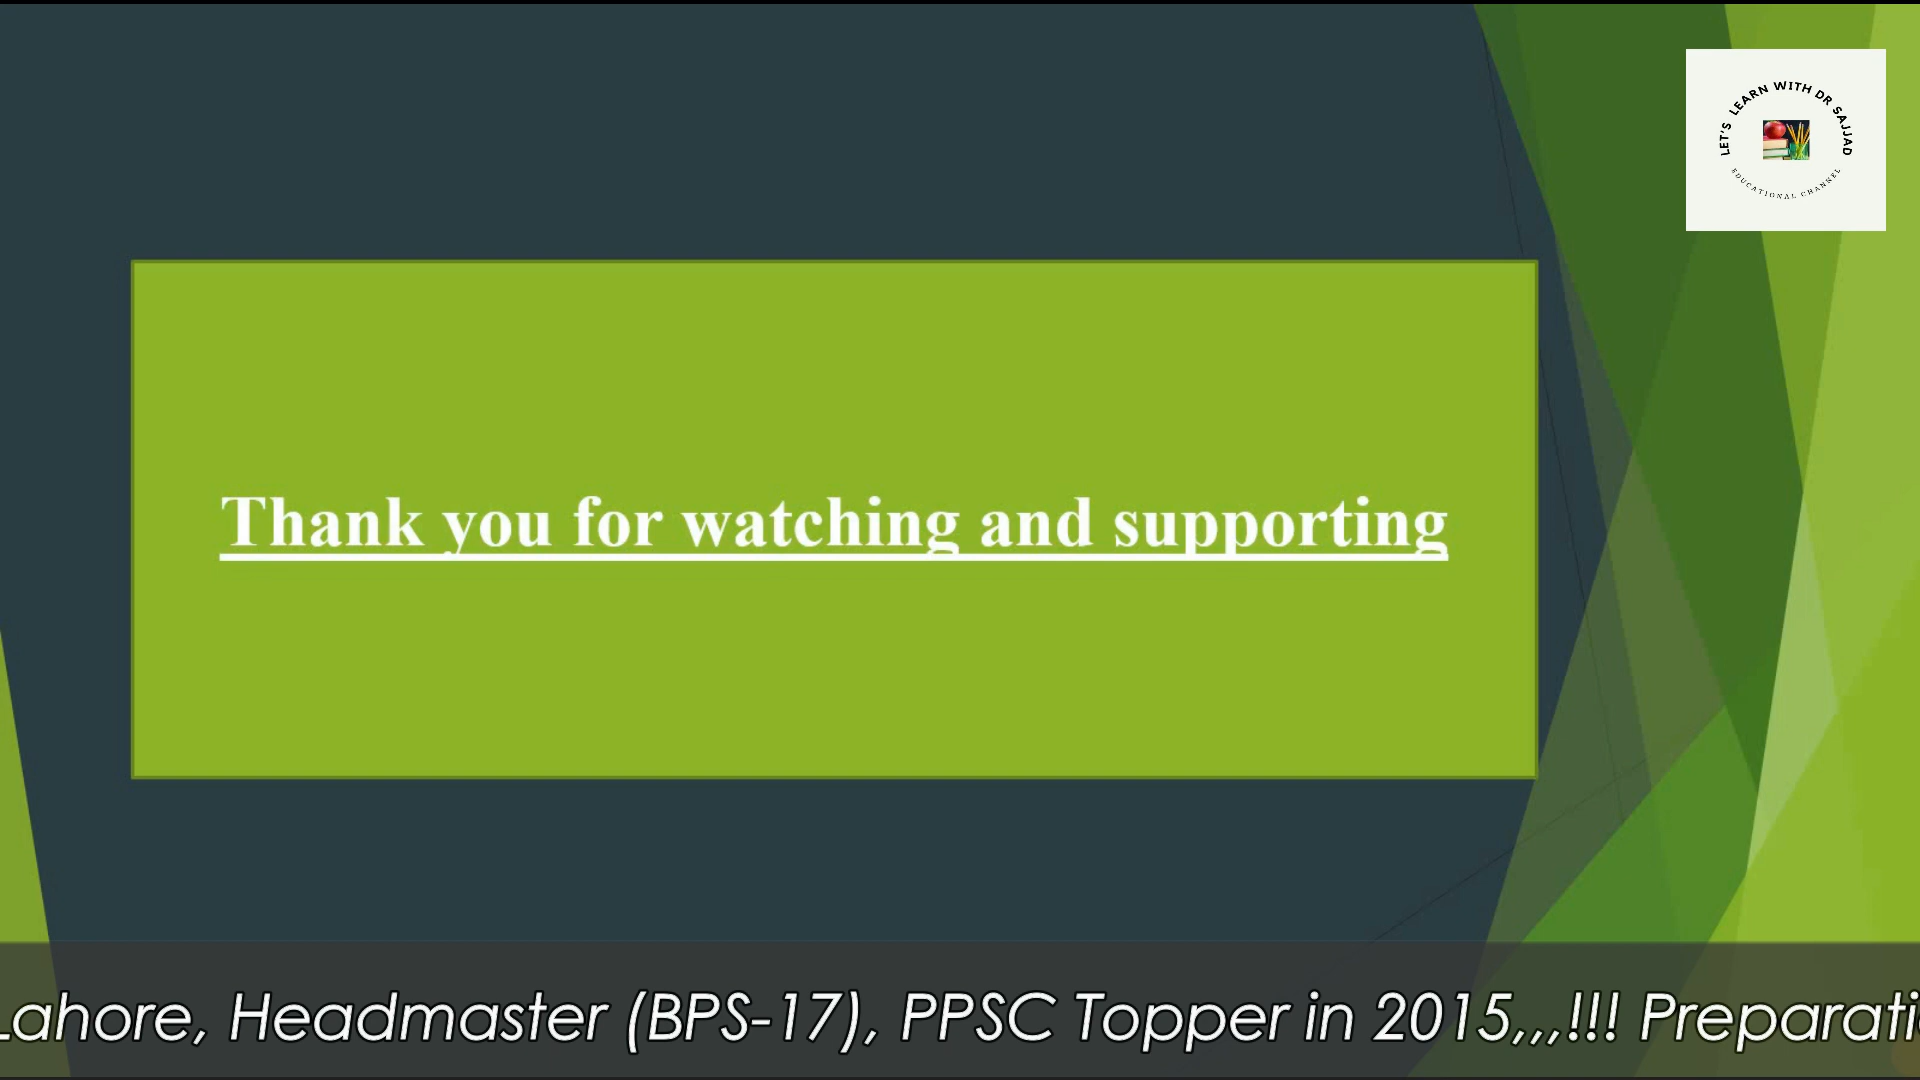 LET'S LEARN WITH DR SAJJAD
EDUCATIONAL CHANNEL
Thank you for watching and supporting
Lahore, Headmaster (BPS-17), PPSC Topper in 2015,,,!!! Preparati